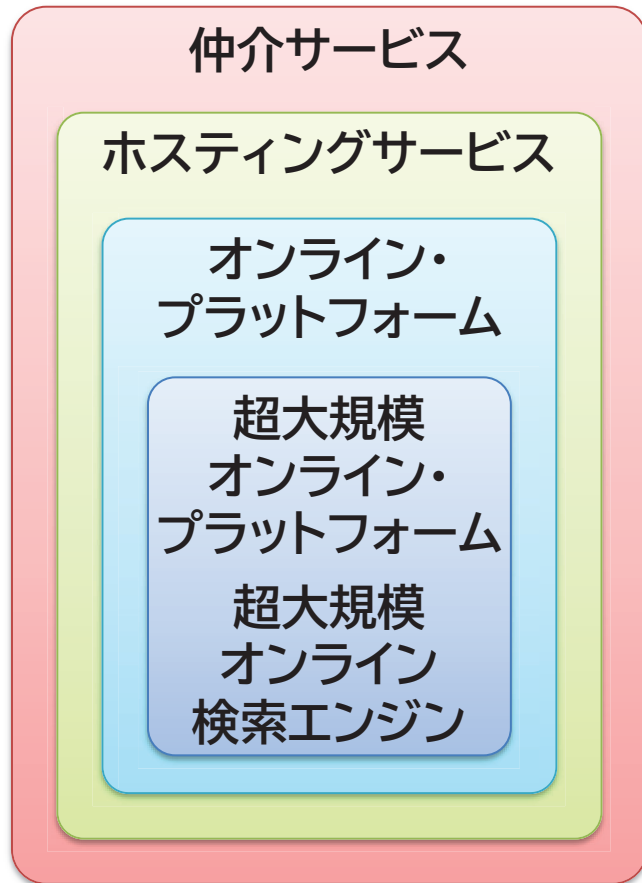 仲介サービス
ホスティングサービス
オンライン・
プラットフォーム
超大規模
オンライン・
プラットフォーム
超大規模
オンライン
検索エンジン